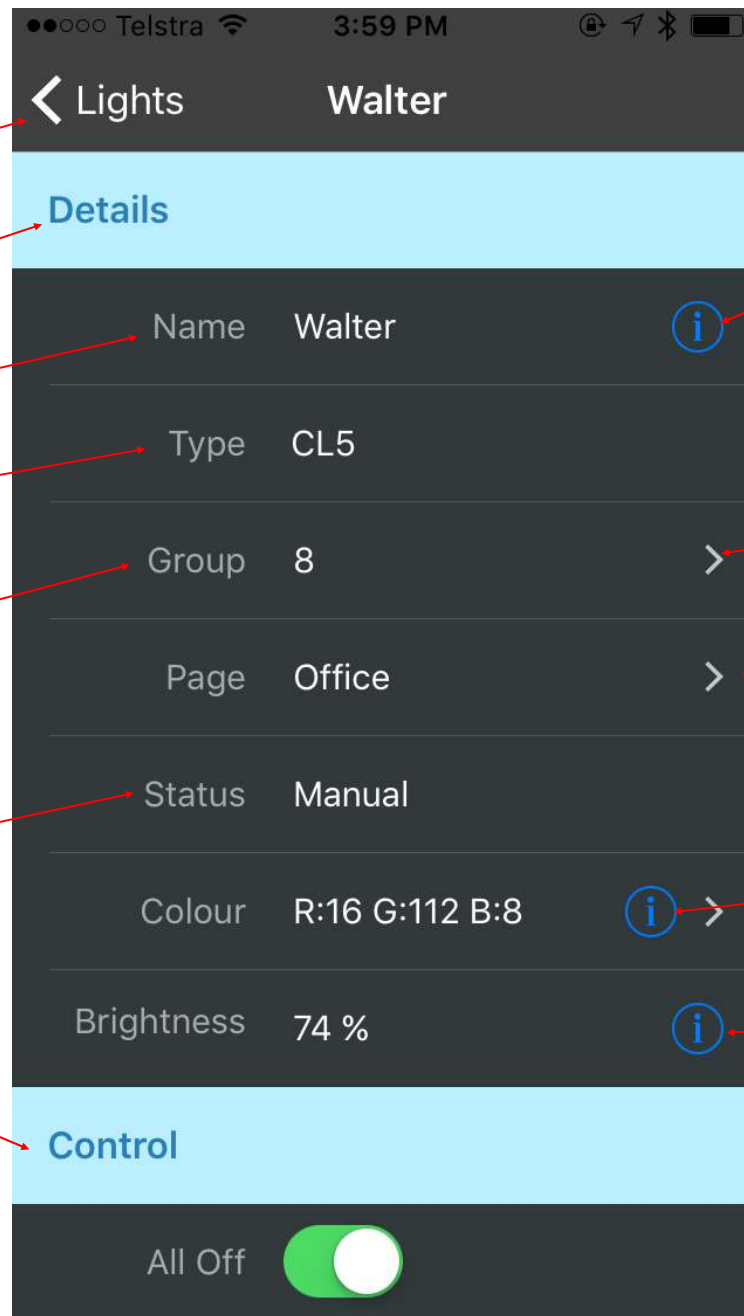 Telstra 3:59 PM
Lights Walter
Details
Name Walter i
Type CL5
Group 8
Page Office
Status Manual
Colour R:16 G:112 B:8 i
Brightness 74 % i
Control
All Off